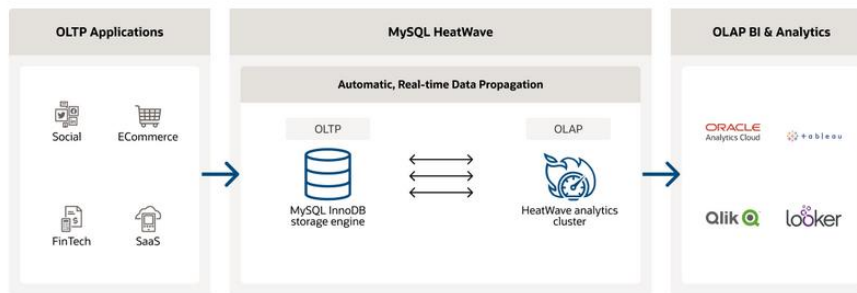 OLTP Applications
Social
ECommerce
FinTech
SaaS
MySQL HeatWave
Automatic, Real-time Data Propagation
OLTP
OLAP
MySQL InnoDB
storage engine
HeatWave analytics
cluster
OLAP BI & Analytics
ORACLE
Analytics Cloud
+ableau
Qlik
looker